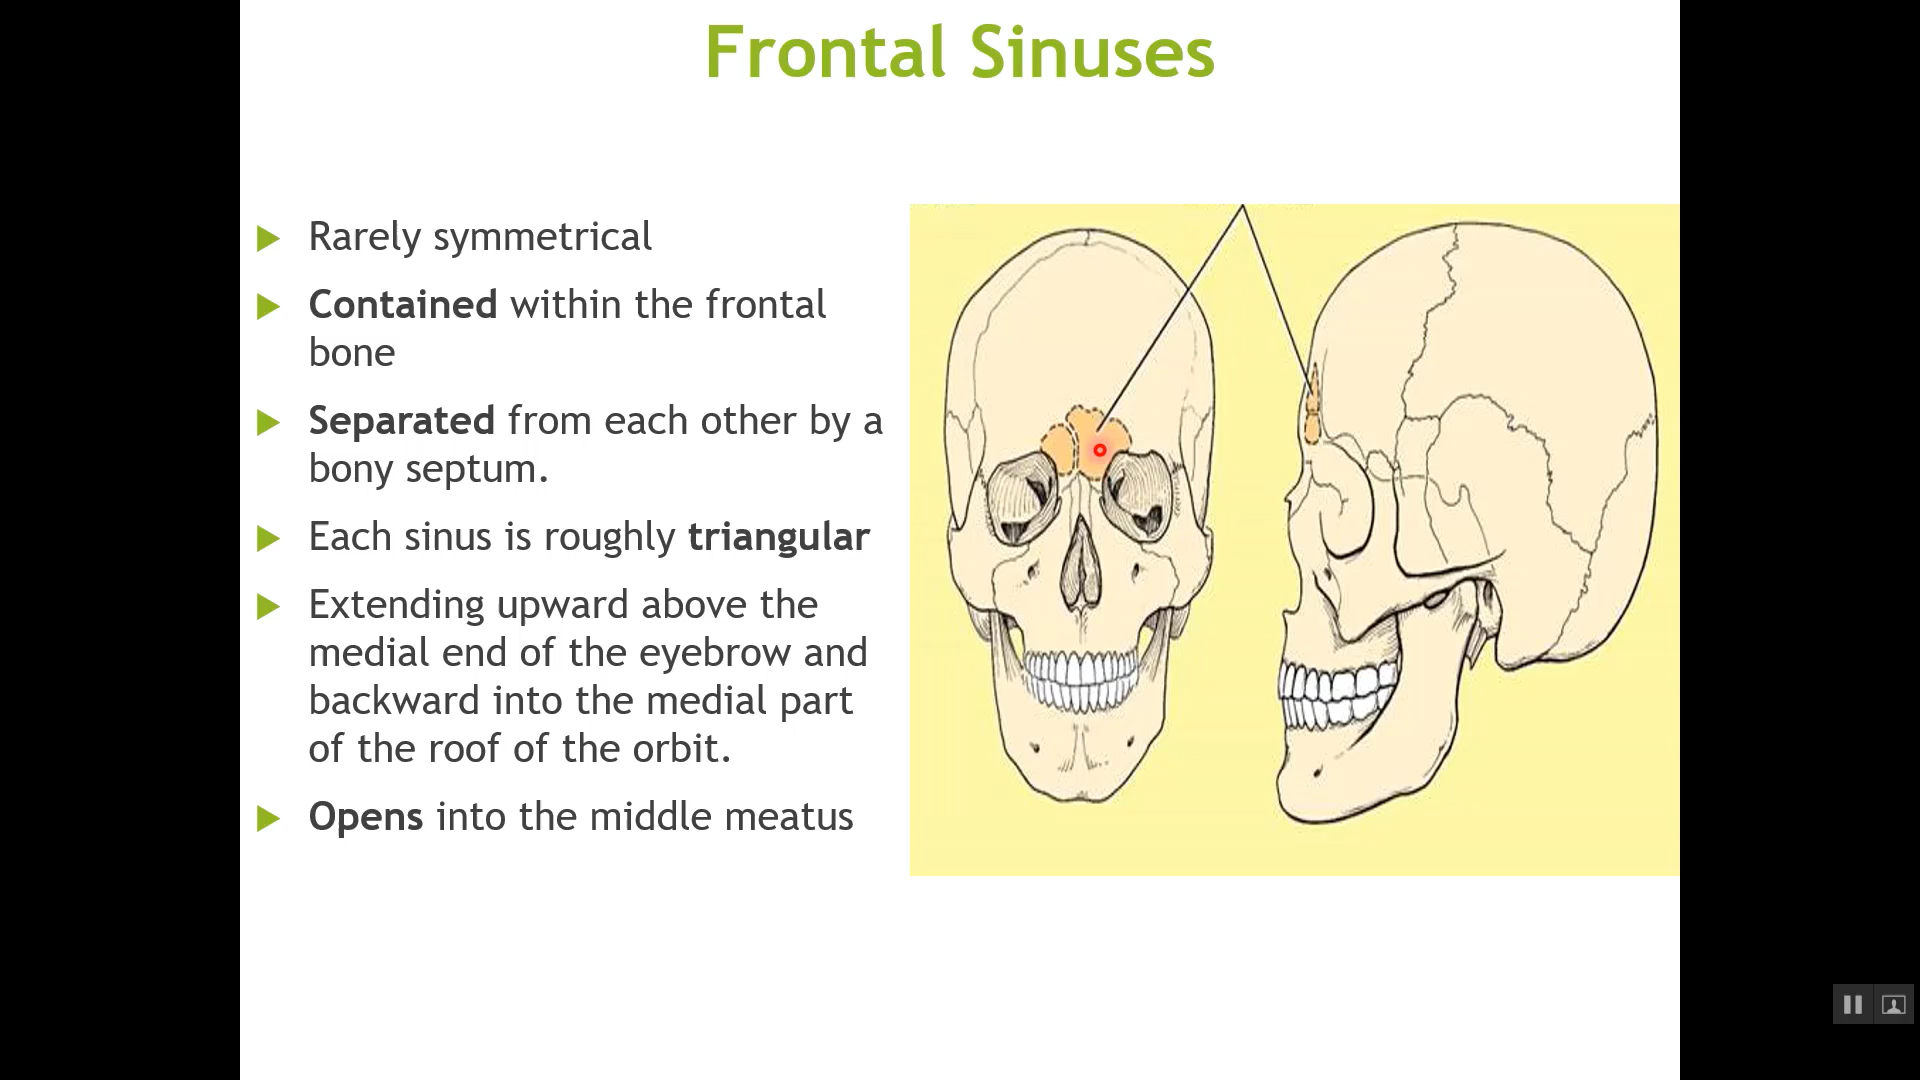 Frontal Sinuses
Rarely symmetrical
Contained within the frontal
bone
Separated from each other by a
bony septum.
Each sinus is roughly triangular
Extending upward above the
medial end of the eyebrow and
backward into the medial part
of the roof of the orbit.
Opens into the middle meatus